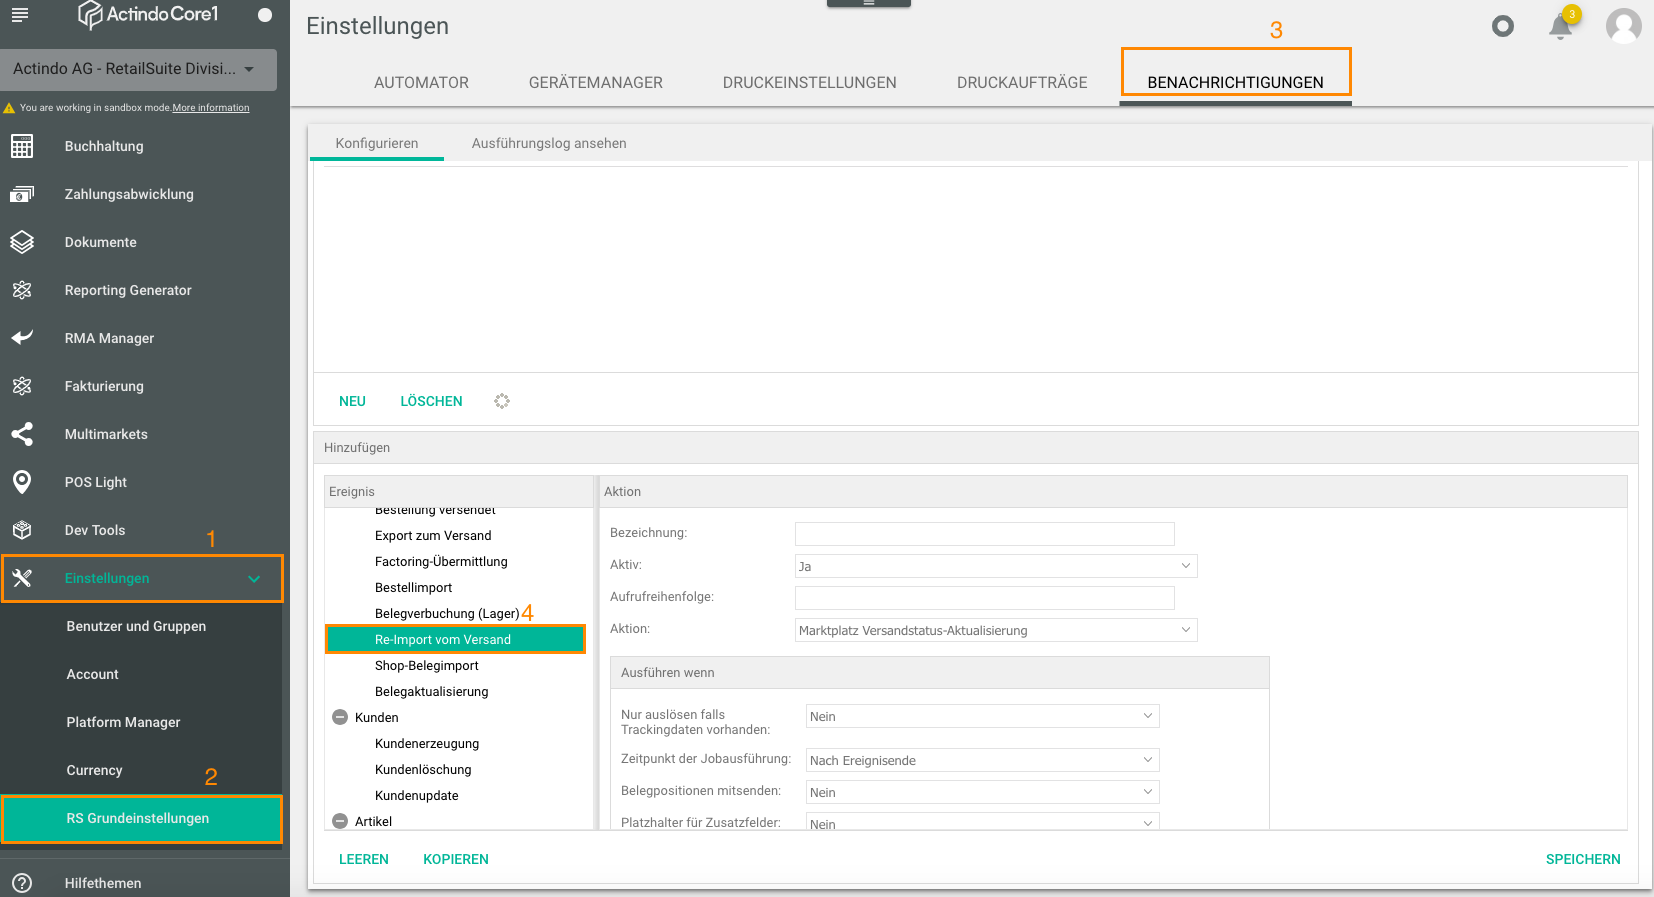 ActindoCore1
Actindo AG - RetailSuite Divisi...
You are working in sandbox mode.More information
Buchhaltung
Zahlungsabwicklung
Dokumente
Reporting Generator
RMA Manager
Fakturierung
Multimarkets
POS Light
Dev Tools
1
Einstellungen
Benutzer und Gruppen
Account
Platform Manager
Currency
2
RS Grundeinstellungen
Hilfethemen
Einstellungen
3
3
AUTOMATOR
GERÄTEMANAGER
DRUCKEINSTELLUNGEN
DRUCKAUFTRÄGE
BENACHRICHTIGUNGEN
Konfigurieren
Ausführungslog ansehen
NEU
LÖSCHEN
Hinzufügen
Ereignis
Bestellung versendet
Export zum Versand
Factoring-Übermittlung
Bestellimport
Belegverbuchung (Lager)
4
Re-Import vom Versand
Shop-Belegimport
Belegaktualisierung
Kunden
Kundenerzeugung
Kundenlöschung
Kundenupdate
Artikel
Aktion
Bezeichnung:
Aktiv:
Ja
Aufrufreihenfolge:
Aktion:
Marktplatz Versandstatus-Aktualisierung
Ausführen wenn
Nur auslösen falls
Trackingdaten vorhanden:
Nein
Zeitpunkt der Jobausführung:
Nach Ereignisende
Belegpositionen mitsenden:
Nein
Platzhalter für Zusatzfelder:
Nein
LEEREN
KOPIEREN
SPEICHERN